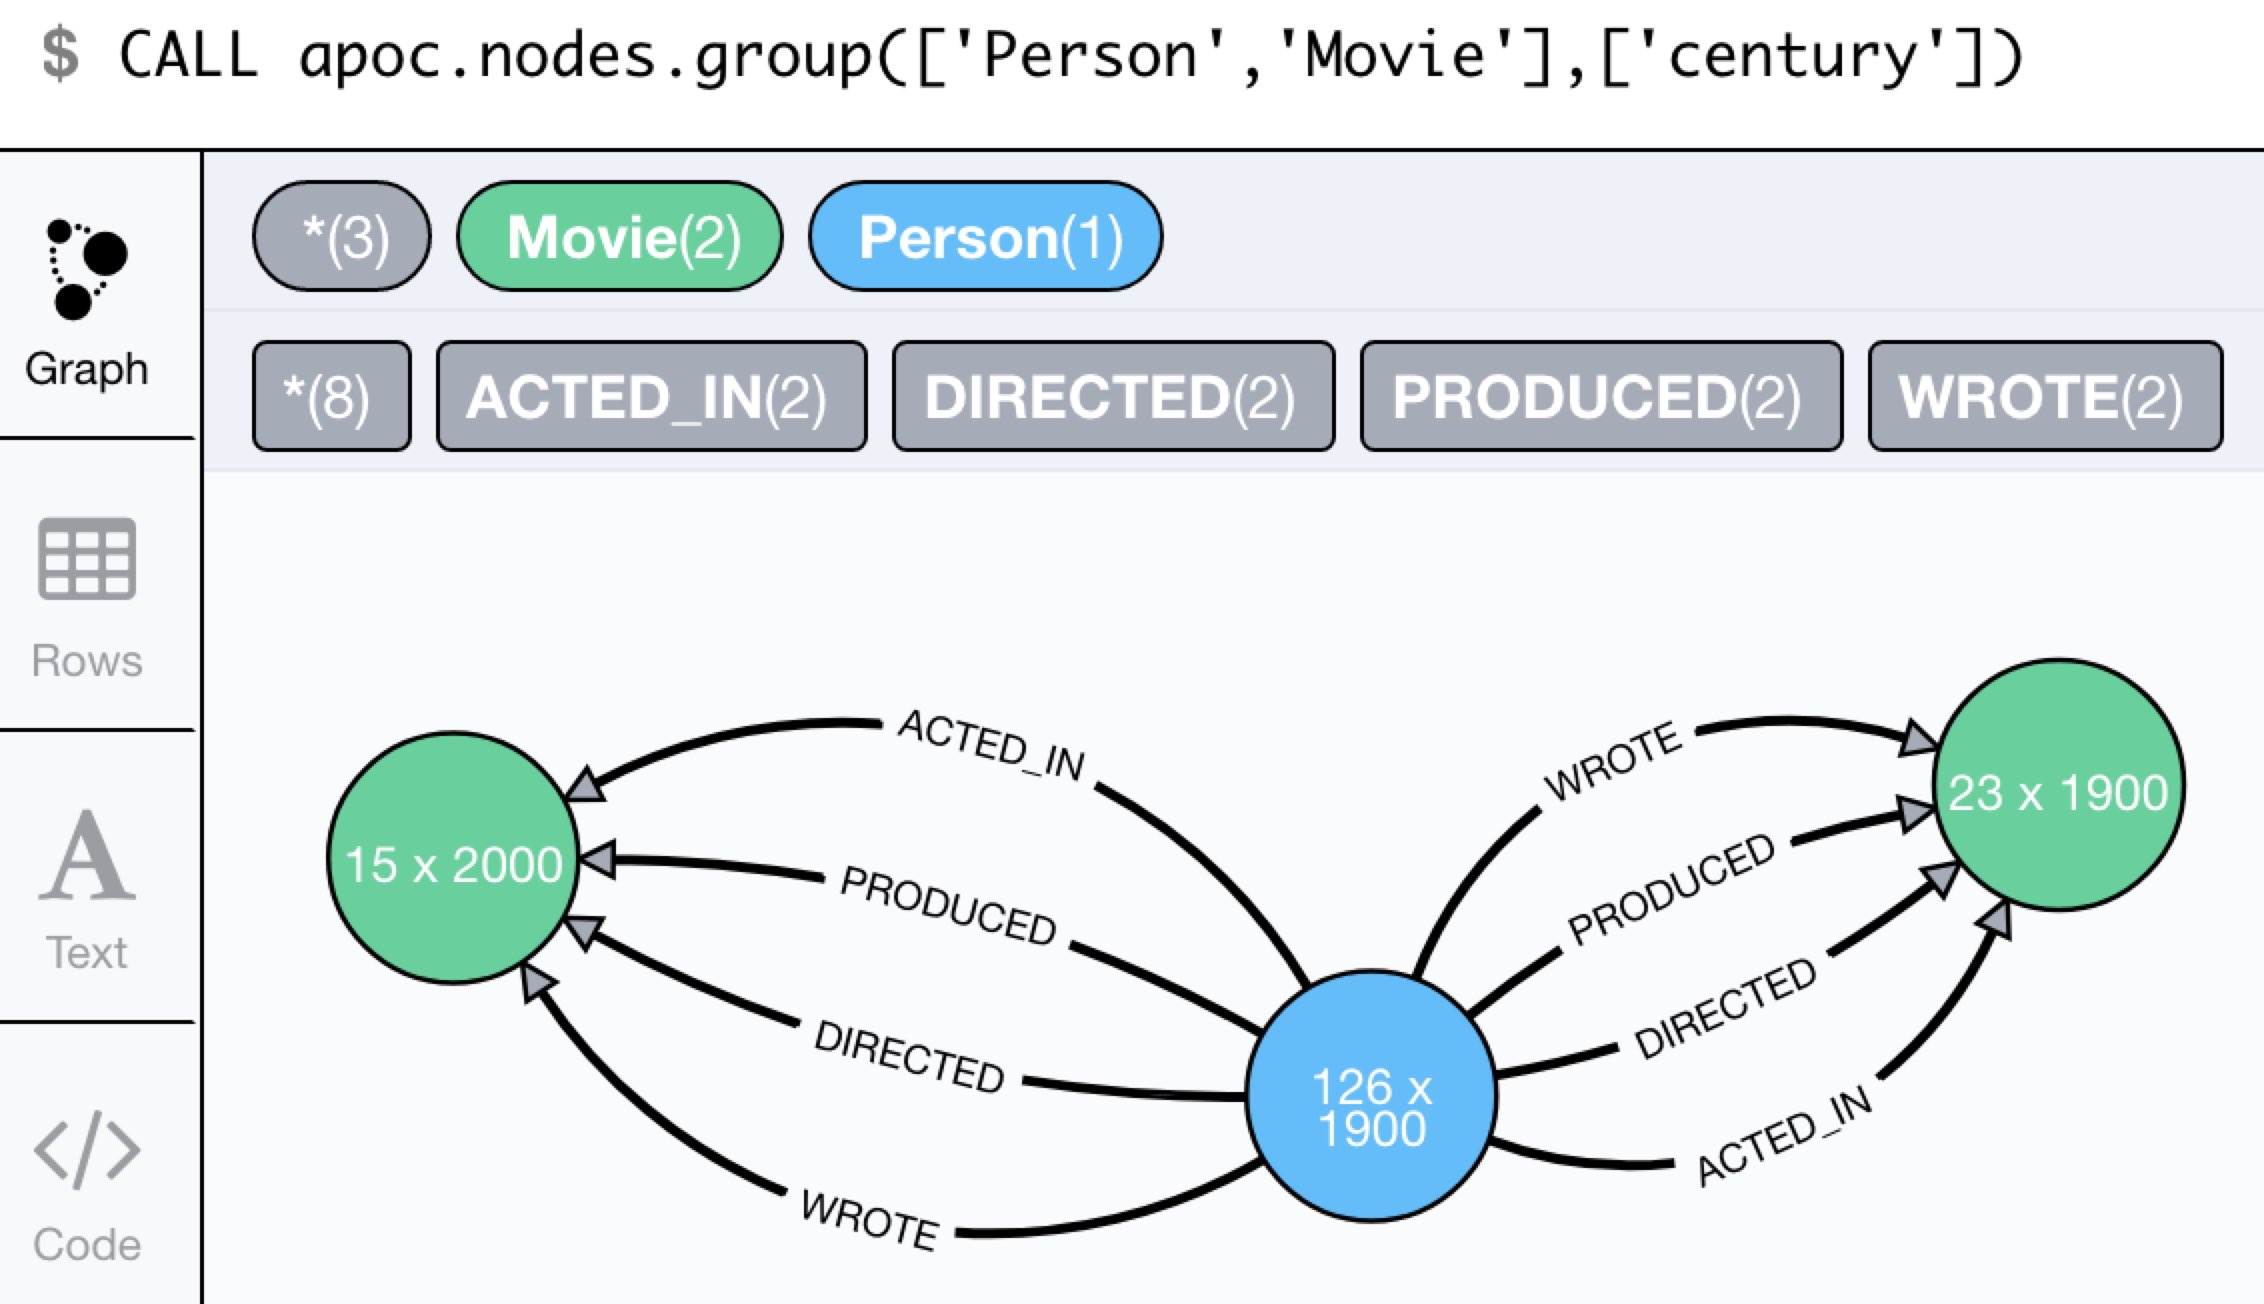 $ CALL apoc.nodes.group(['Person','Movie'],['century'])
*(3) Movie(2) Person(1)
*(8) ACTED_IN(2) DIRECTED(2) PRODUCED(2) WROTE(2)
Graph
Rows
Text
Code
ACTED_IN
PRODUCED
DIRECTED
WROTE
15 x 2000
126 x
1900
WROTE
PRODUCED
DIRECTED
ACTED_IN
23 x 1900